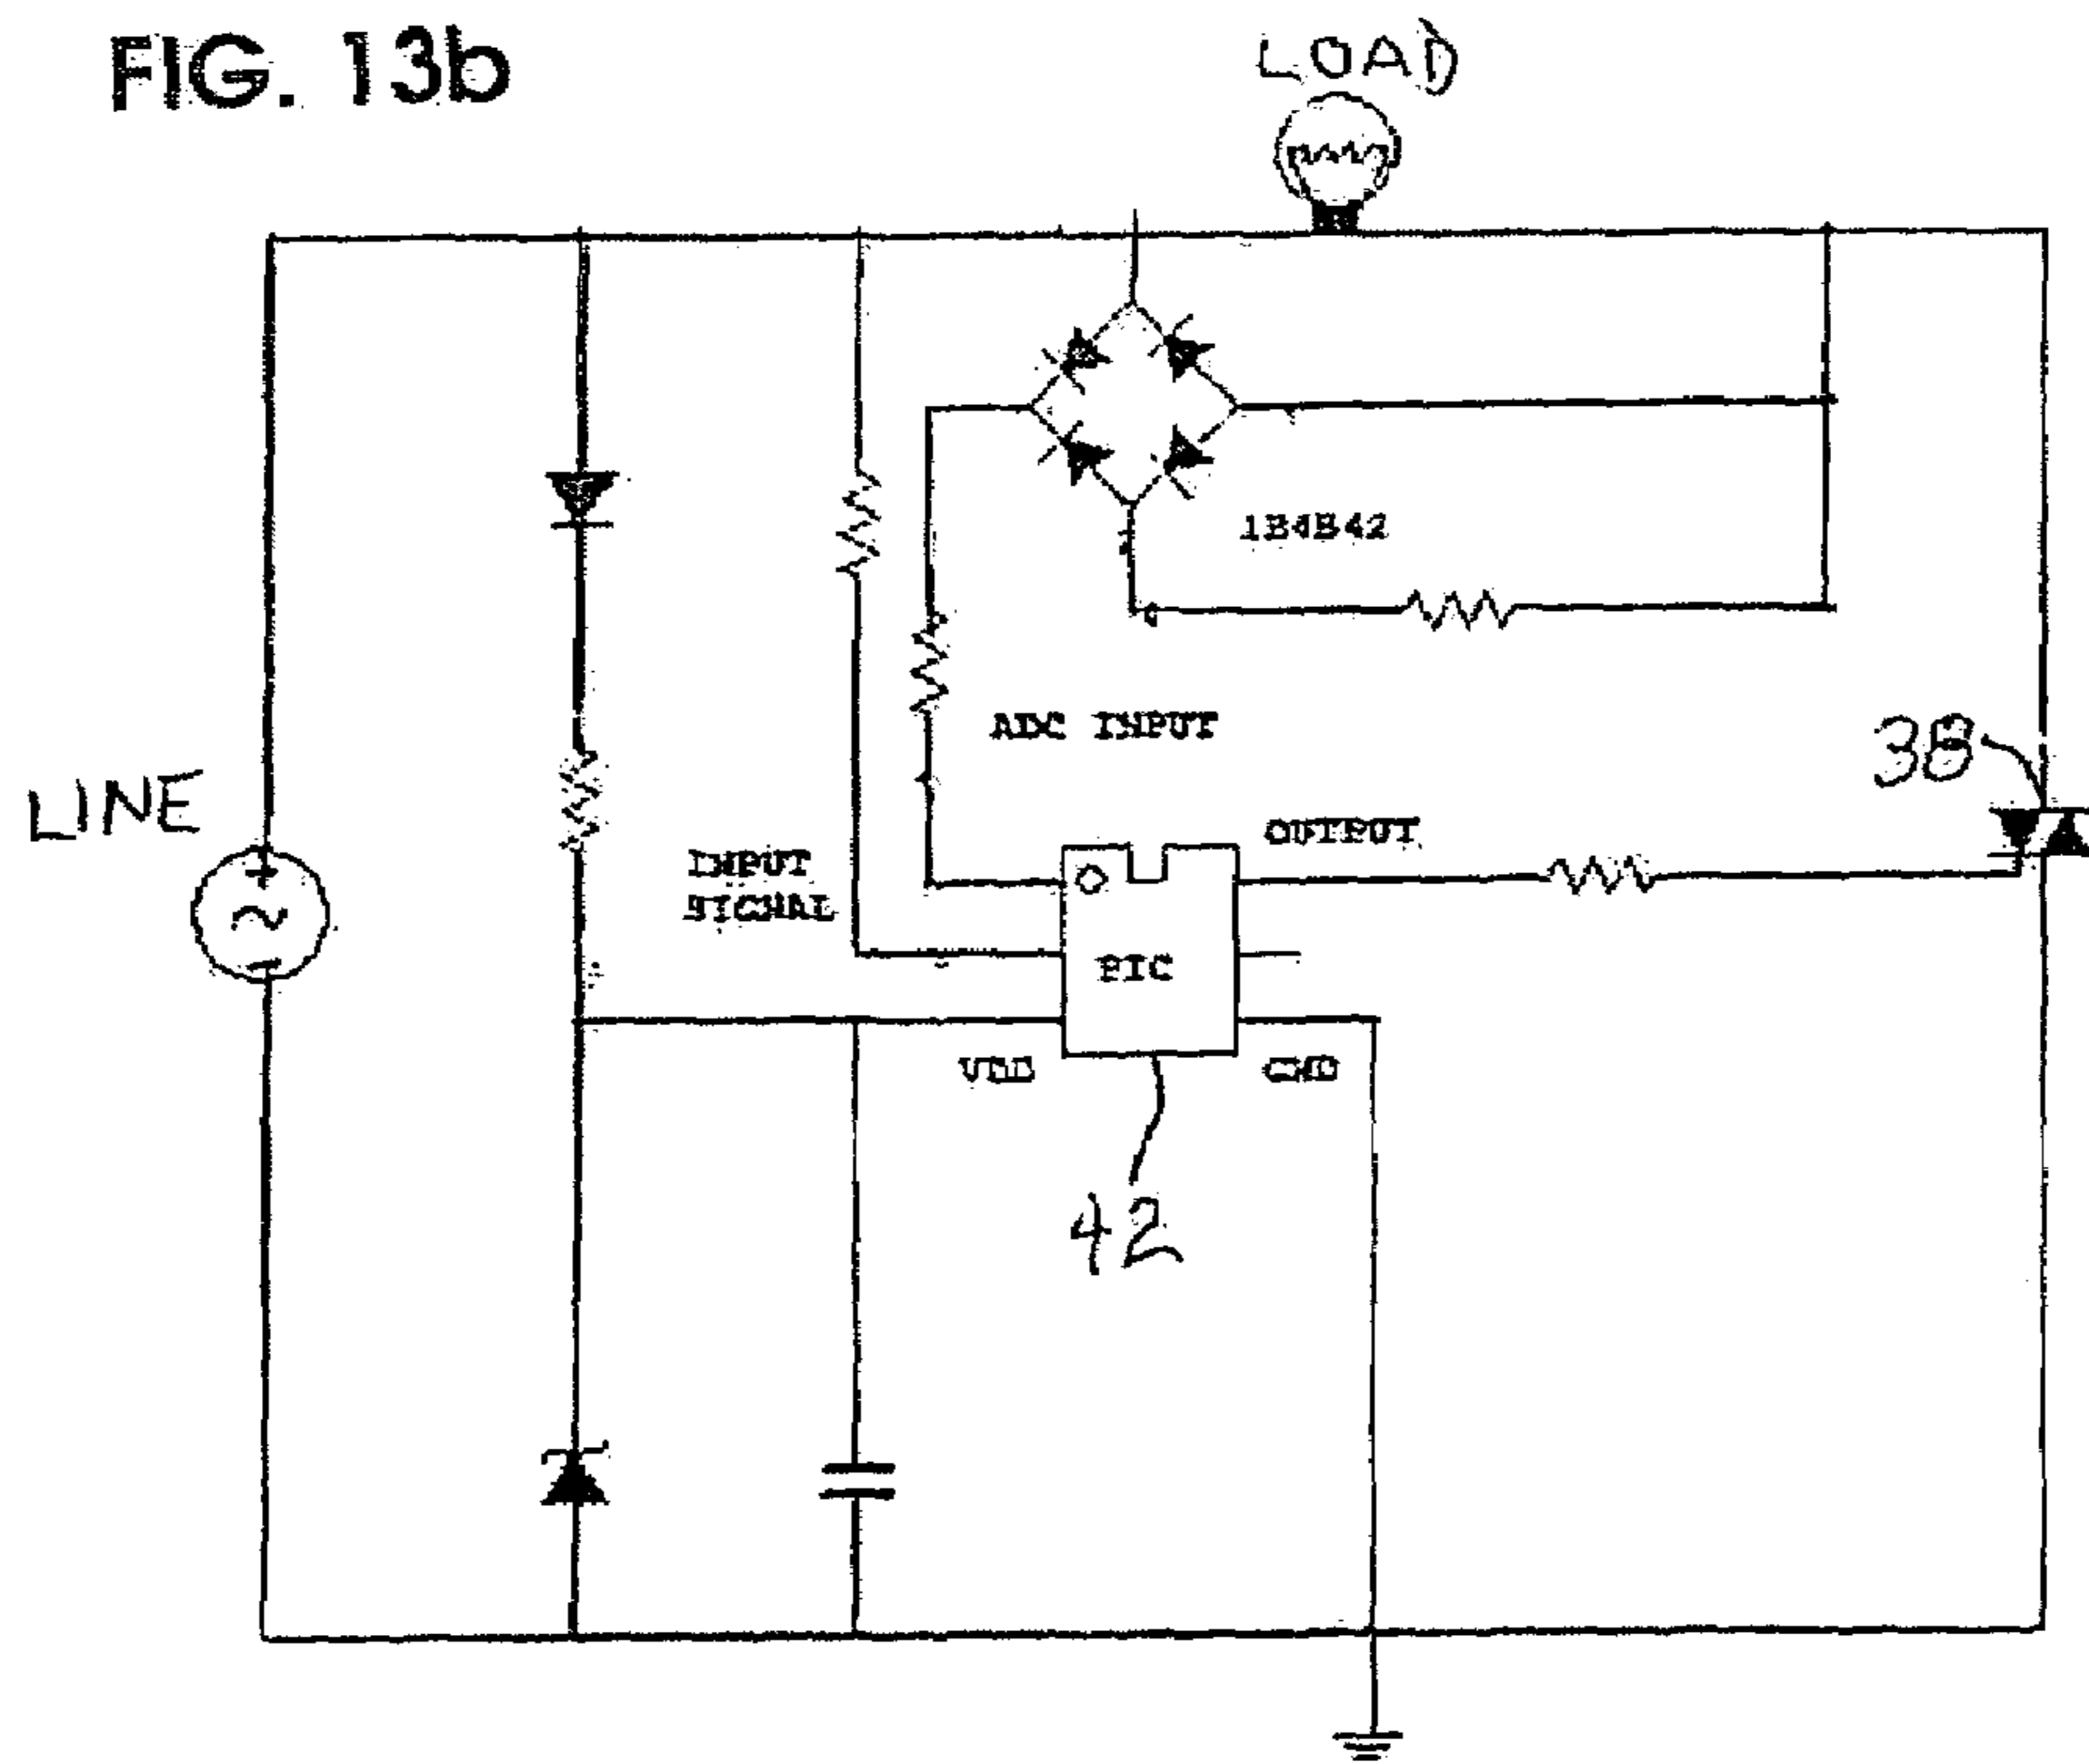 FIG. 13b
LOAD
1B4B42
ADC INPUT
38
LINE
OUTPUT
INPUT
SIGNAL
PIC
VDD
GND
42